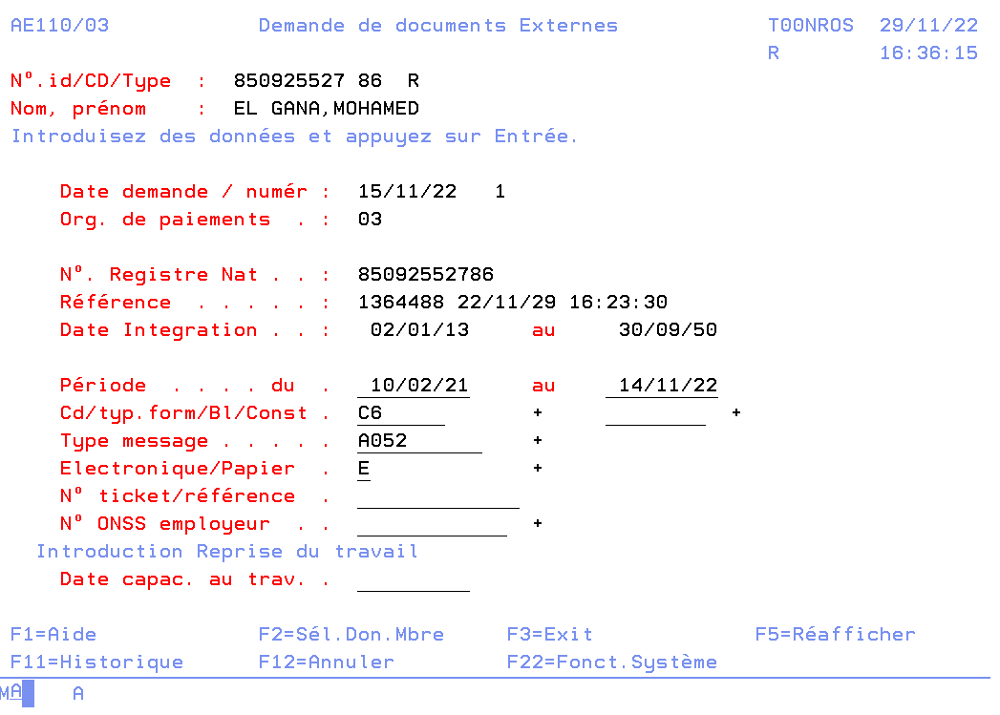 AE110/03 Demande de documents Externes T00NROS 29/11/22
R 16:36:15
N°.id/CD/Type : 850925527 86 R
Nom, prénom : EL GANA,MOHAMED
Introduisez des données et appuyez sur Entrée.
Date demande / numér : 15/11/22 1
Org. de paiements . : 03
N°. Registre Nat . . : 85092552786
Référence . . . . . : 1364488 22/11/29 16:23:30
Date Integration . . : 02/01/13 au 30/09/50
Période . . . . du . 10/02/21 au 14/11/22
Cd/typ.form/Bl/Const . C6 + +
Type message . . . . . A052 +
Electronique/Papier . E +
N° ticket/référence .
N° ONSS employeur . . +
Introduction Reprise du travail
Date capac. au trav. .
F1=Aide F2=Sél.Don.Mbre F3=Exit F5=Réafficher
F11=Historique F12=Annuler F22=Fonct.Système
MA A